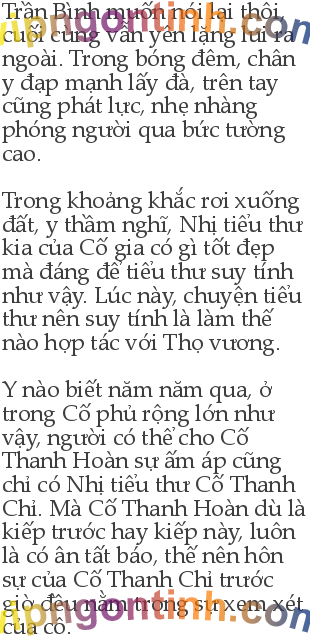 Trần Bình muốn nói lại thôi,
cuối cùng vẫn yên lặng lui ra
ngoài. Trong bóng đêm, chân
y đạp mạnh lấy đà, trên tay
cũng phát lực, nhẹ nhàng
phóng người qua bức tường
cao.
Trong khoảng khắc rơi xuống
đất, y thầm nghĩ, Nhị tiểu thư
kia của Cố gia có gì tốt đẹp
mà đáng để tiểu thư suy tính
như vậy. Lúc này, chuyện tiểu
thư nên suy tính là làm thế
nào hợp tác với Thọ vương.
Y nào biết năm năm qua, ở
trong Cố phủ rộng lớn như
vậy, người có thể cho Cố
Thanh Hoàn sự ấm áp cũng
chỉ có Nhị tiểu thư Cố Thanh
Chỉ. Mà Cố Thanh Hoàn dù là
kiếp trước hay kiếp này, luôn
là có ân tất báo, thế nên hôn
sự của Cố Thanh Chỉ trước
giờ đều nằm trong sự xem xét
của cô.